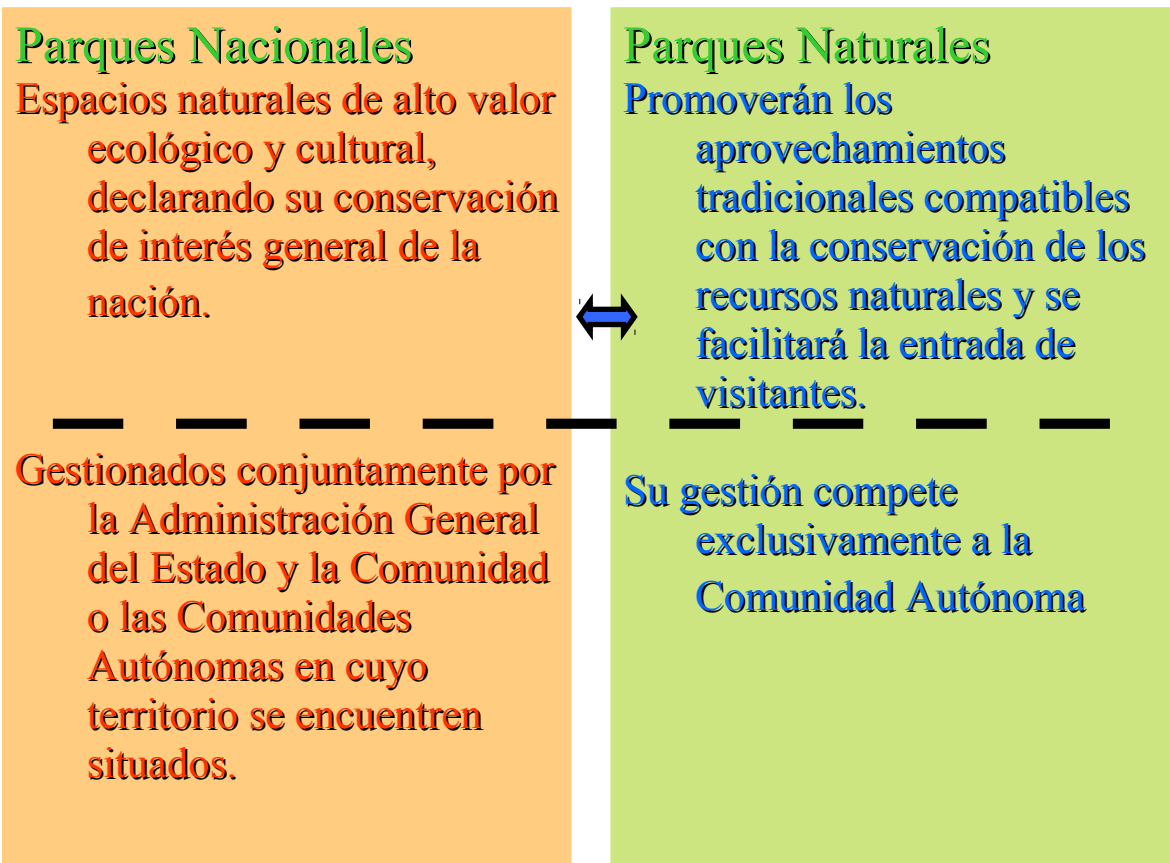 Parques Nacionales
Espacios naturales de alto valor
ecológico y cultural,
declarando su conservación
de interés general de la
nación.
Gestionados conjuntamente por
la Administración General
del Estado y la Comunidad
o las Comunidades
Autónomas en cuyo
territorio se encuentren
situados.
Parques Naturales
Promoverán los
aprovechamientos
tradicionales compatibles
con la conservación de los
recursos naturales y se
facilitará la entrada de
visitantes.
Su gestión compete
exclusivamente a la
Comunidad Autónoma